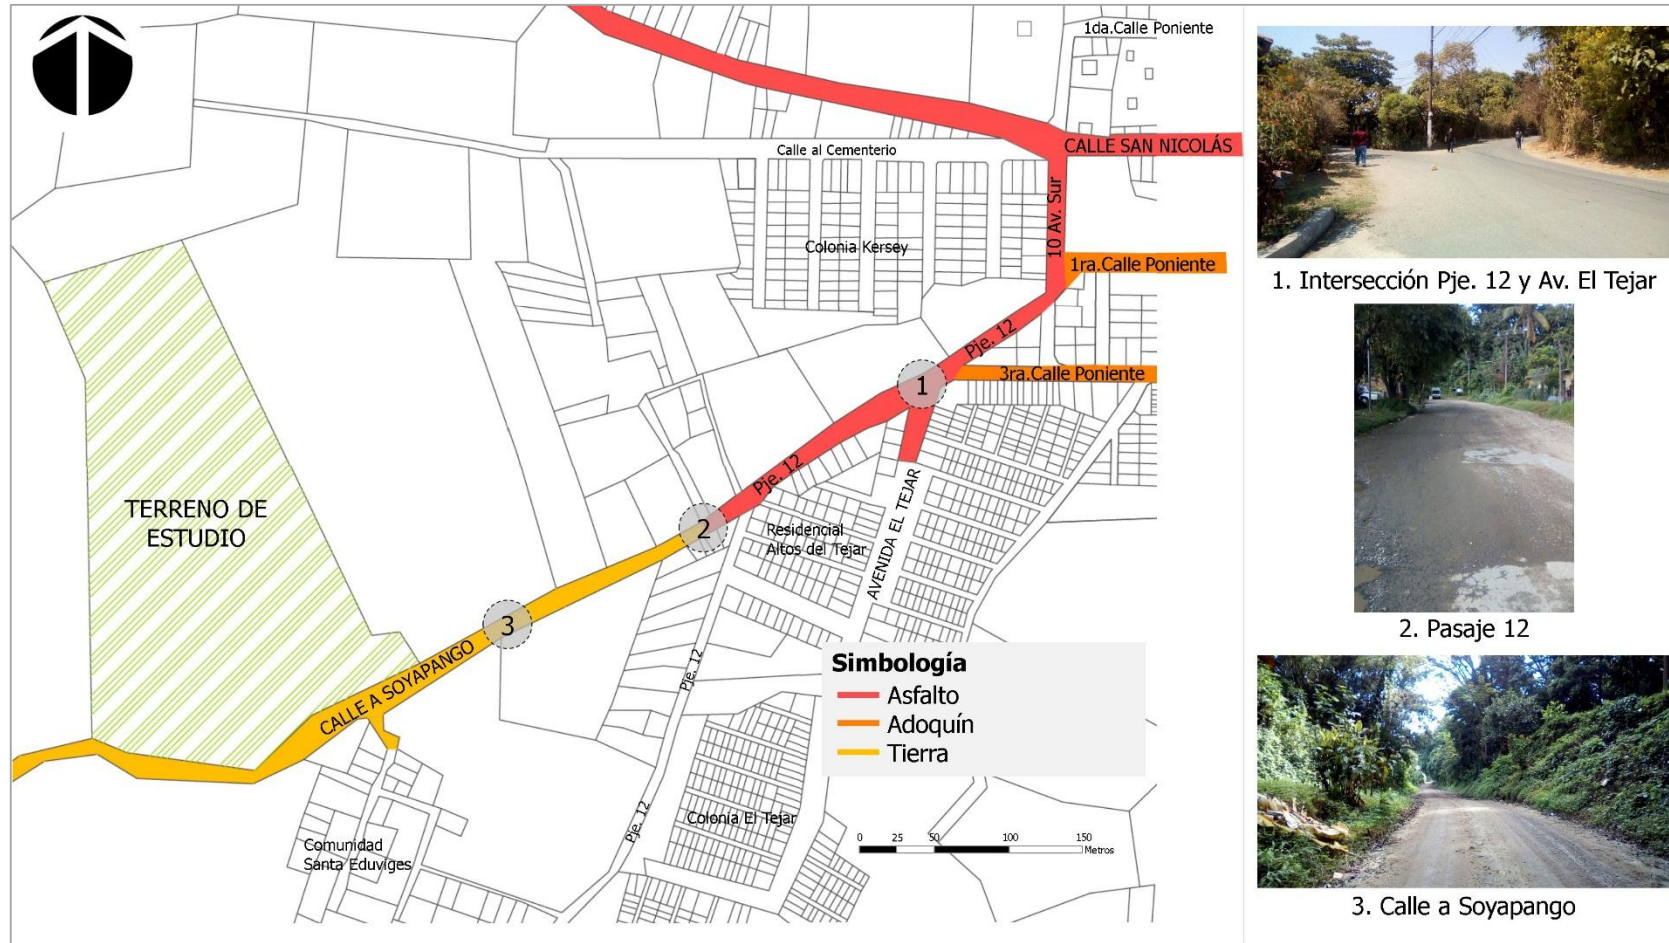 1da.Calle Poniente
CALLE SAN NICOLÁS
Calle al Cementerio
10 Av. Sur
Colonia Kersey
1ra.Calle Poniente
Pje. 12
3ra.Calle Poniente
1
Pje. 12
AVENIDA EL TEJAR
TERRENO DE
ESTUDIO
2
Residencial
Altos del Tejar
3
CALLE A SOYAPANGO
Pje. 12
Simbología
Asfalto
Adoquín
Tierra
Pje. 12
Colonia El Tejar
Comunidad
Santa Eduviges
0 25 50 100 150
Metros
1. Intersección Pje. 12 y Av. El Tejar
2. Pasaje 12
3. Calle a Soyapango